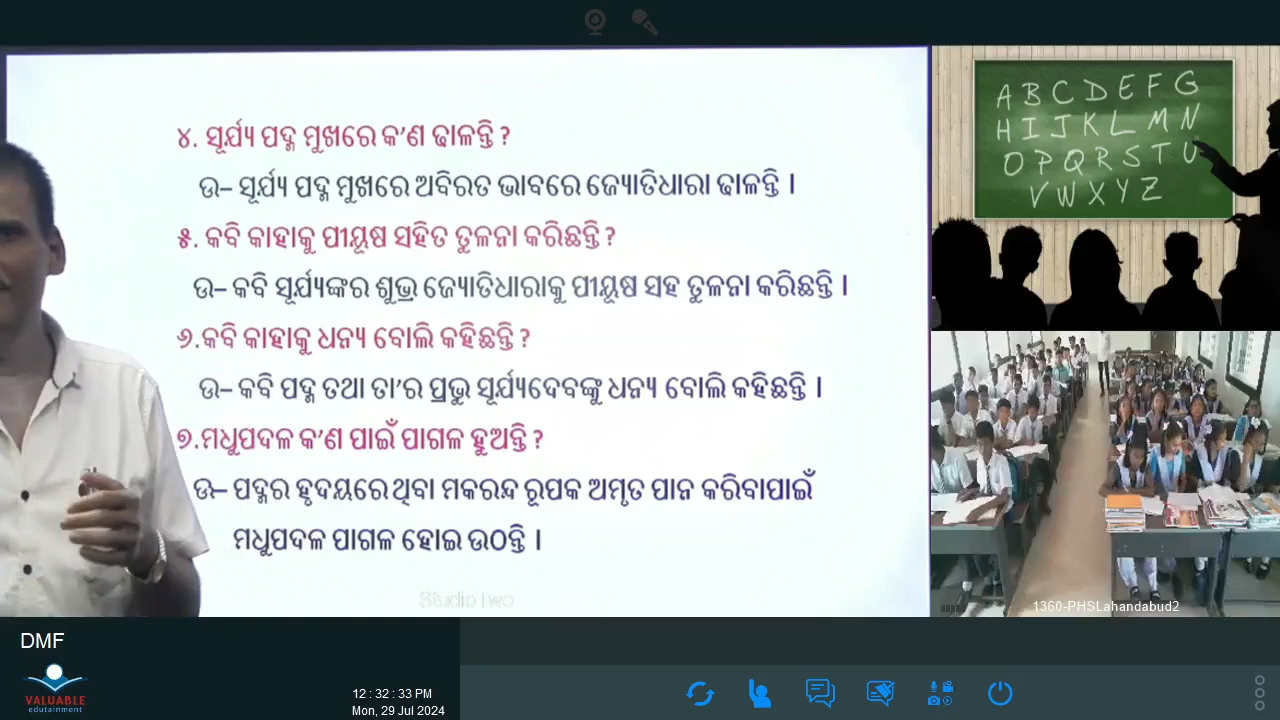 ୪. ସୂର୍ଯ୍ୟ ପଦ୍ମ ମୁଖରେ କ'ଣ ଢାଳନ୍ତି ?
ଉ– ସୂର୍ଯ୍ୟ ପଦ୍ମ ମୁଖରେ ଅବିରତ ଭାବରେ ଜ୍ୟୋତିଧାରା ଢାଳନ୍ତି ।
୫. କବି କାହାକୁ ପୀୟୂଷ ସହିତ ତୁଳନା କରିଛନ୍ତି ?
ଉ– କବି ସୂର୍ଯ୍ୟଙ୍କର ଶୁଭ୍ର ଜ୍ୟୋତିଧାରାକୁ ପୀୟୂଷ ସହ ତୁଳନା କରିଛନ୍ତି ।
୬.କବି କାହାକୁ ଧନ୍ୟ ବୋଲି କହିଛନ୍ତି ?
ଉ– କବି ପଦ୍ମ ତଥା ତା'ର ପ୍ରଭୁ ସୂର୍ଯ୍ୟଦେବଙ୍କୁ ଧନ୍ୟ ବୋଲି କହିଛନ୍ତି ।
୭.ମଧୁପଦଳ କ'ଣ ପାଇଁ ପାଗଳ ହୁଅନ୍ତି ?
ଉ– ପଦ୍ମର ହୃଦୟରେ ଥିବା ମକରନ୍ଦ ରୂପକ ଅମୃତ ପାନ କରିବାପାଇଁ
ମଧୁପଦଳ ପାଗଳ ହୋଇ ଉଠନ୍ତି ।
Studio Two
A B C D E F G
H I J K L M N
O P Q R S T U
V W X Y Z
1360-PHSLahandabud2
DMF
VALUABLE
edutainment
12 : 32 : 33 PM
Mon, 29 Jul 2024